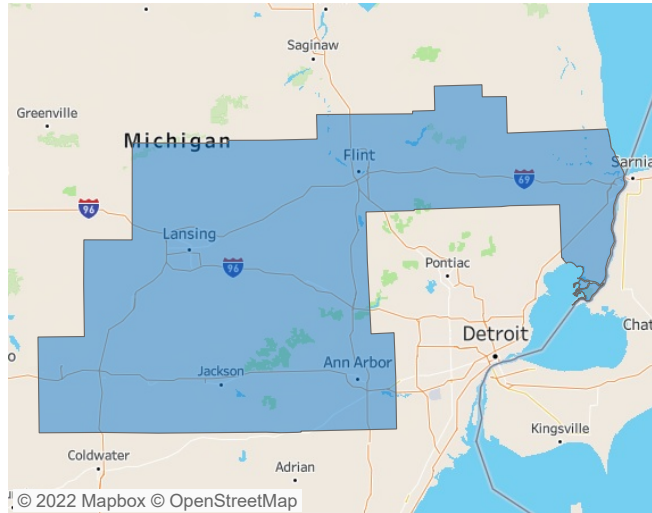 Saginaw
Greenville
Michigan
Flint
Sarnia
69
96
Lansing
96
Pontiac
Detroit
Chat
o
Jackson
Ann Arbor
Kingsville
Coldwater
Adrian
© 2022 Mapbox © OpenStreetMap